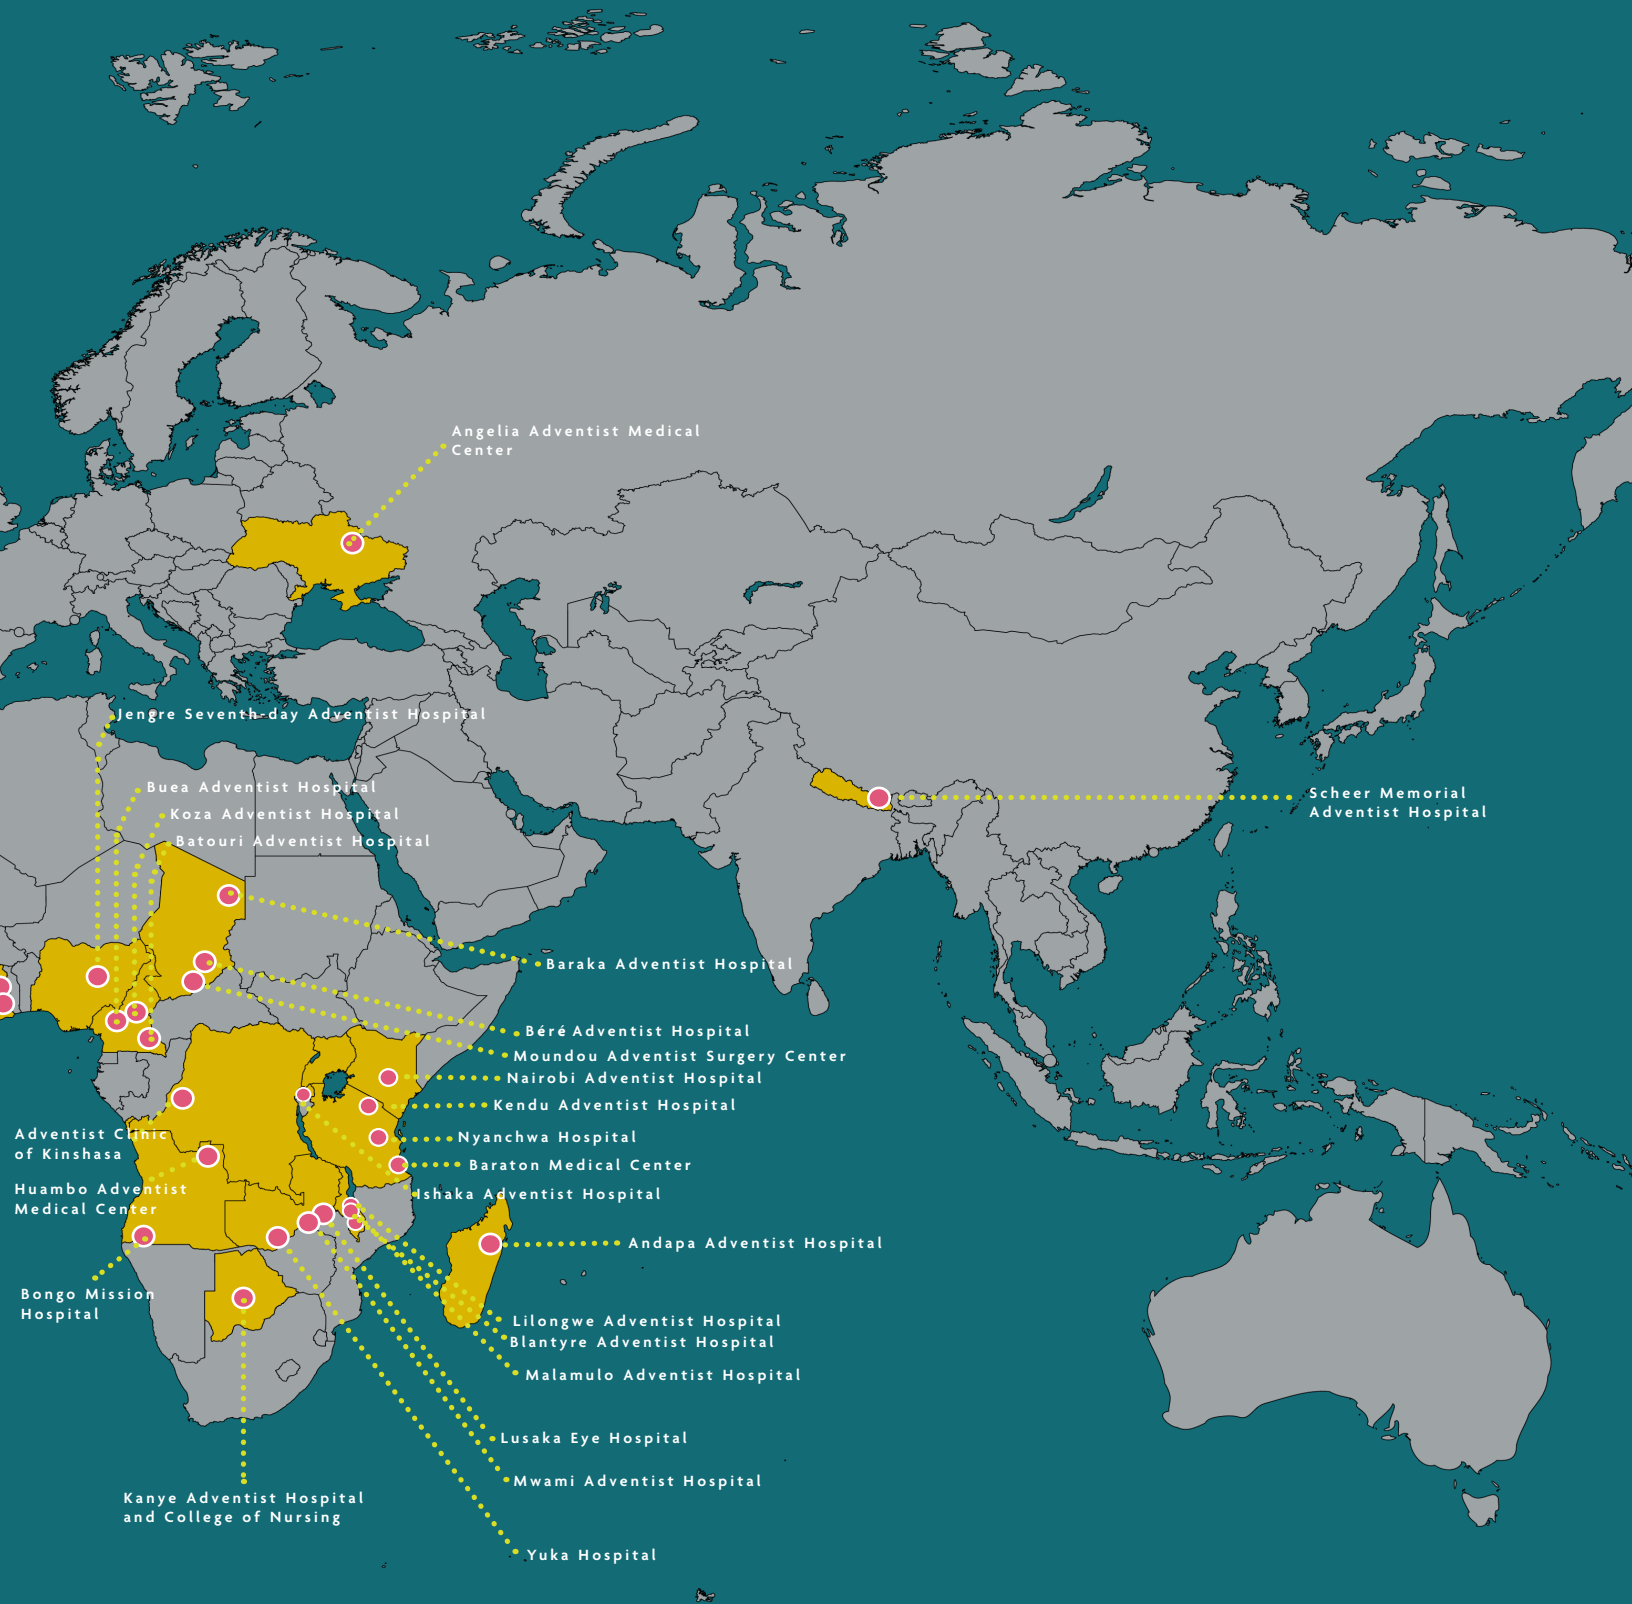 Angelia Adventist Medical
Center
Jengre Seventh-day Adventist Hospital
Buea Adventist Hospital
Koza Adventist Hospital
Batouri Adventist Hospital
Scheer Memorial
Adventist Hospital
Baraka Adventist Hospital
Béré Adventist Hospital
Moundou Adventist Surgery Center
Nairobi Adventist Hospital
Kendu Adventist Hospital
Nyanchwa Hospital
Baraton Medical Center
Ishaka Adventist Hospital
Adventist Clinic
of Kinshasa
Huambo Adventist
Medical Center
Andapa Adventist Hospital
Bongo Mission
Hospital
Lilongwe Adventist Hospital
Blantyre Adventist Hospital
Malamulo Adventist Hospital
Lusaka Eye Hospital
Mwami Adventist Hospital
Kanye Adventist Hospital
and College of Nursing
Yuka Hospital